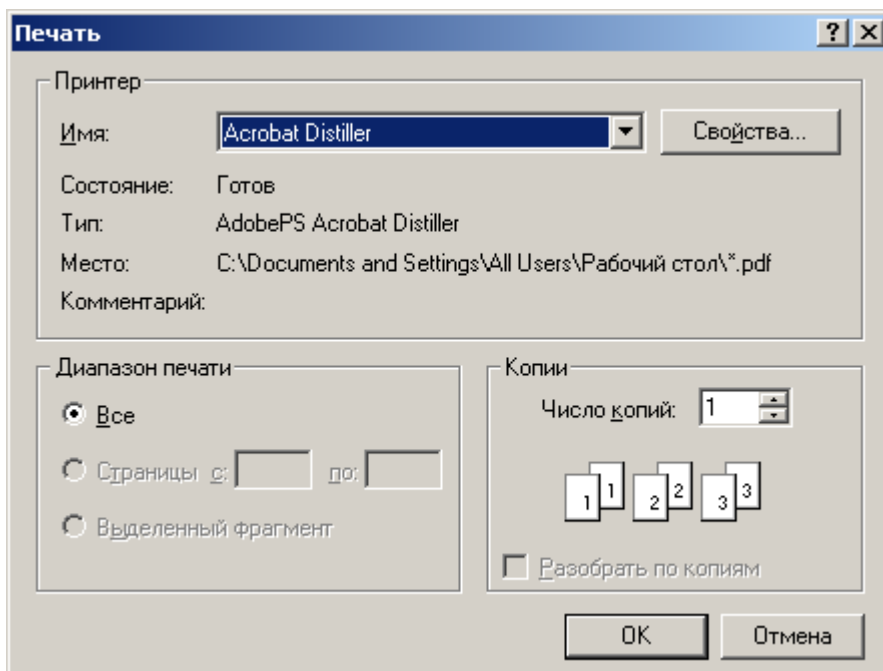 Печать
Принтер
Имя: Acrobat Distiller Свойства...
Состояние: Готов
Тип: AdobePS Acrobat Distiller
Место: C:\Documents and Settings\All Users\Рабочий стол\*.pdf
Комментарий:
Диапазон печати
Все
Страницы с: по:
Выделенный фрагмент
Копии
Число копий: 1
1 1 2 2 3 3
Разобрать по копиям
OK Отмена